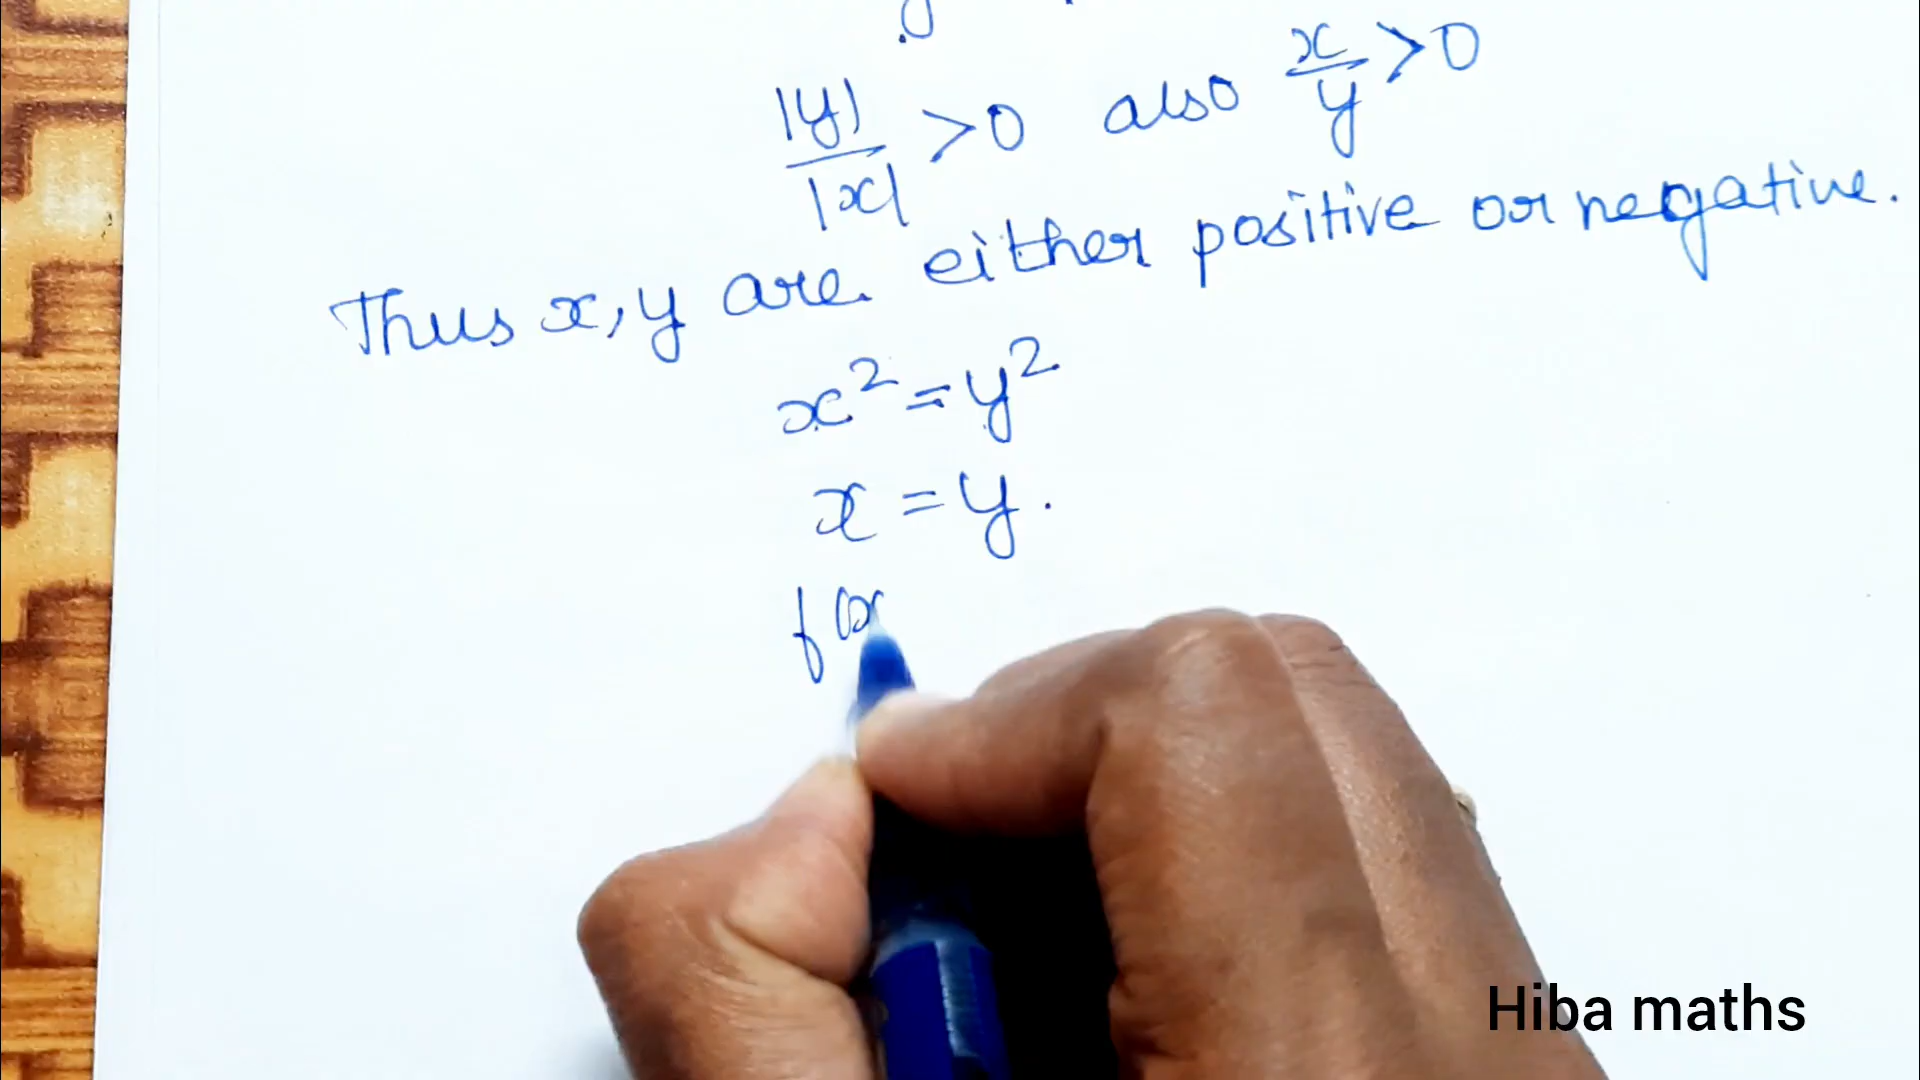 |y|/|x| >0 also x/y >0
Thus x, y are either positive or negative.
x² = y²
x = y.
f(x
Hiba maths